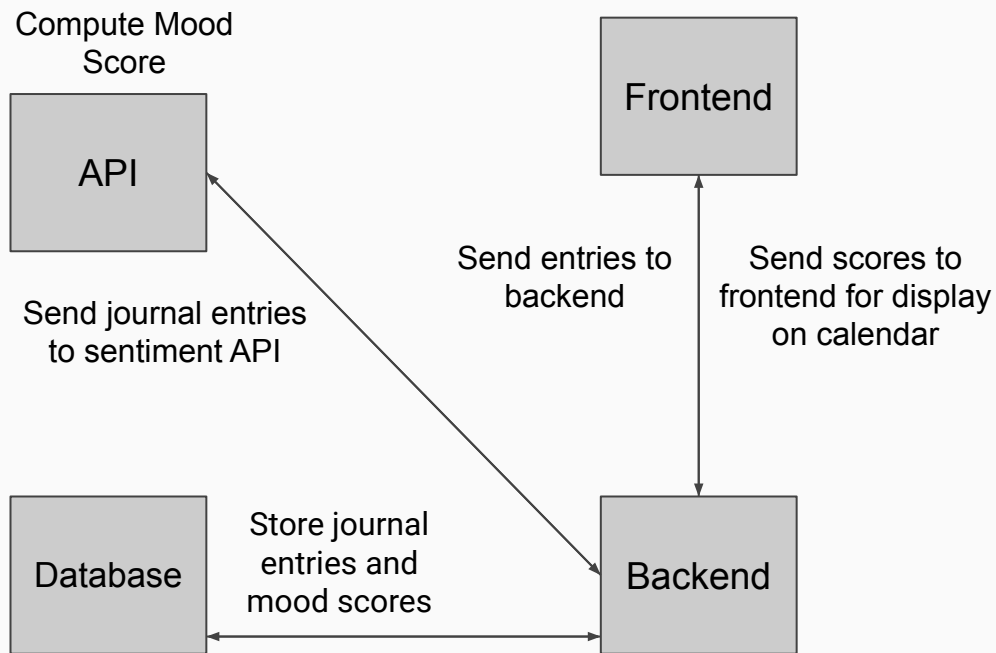 Compute Mood
Score
API
Frontend
Send entries to
backend
Send scores to
frontend for display
on calendar
Send journal entries
to sentiment API
Database
Store journal
entries and
mood scores
Backend